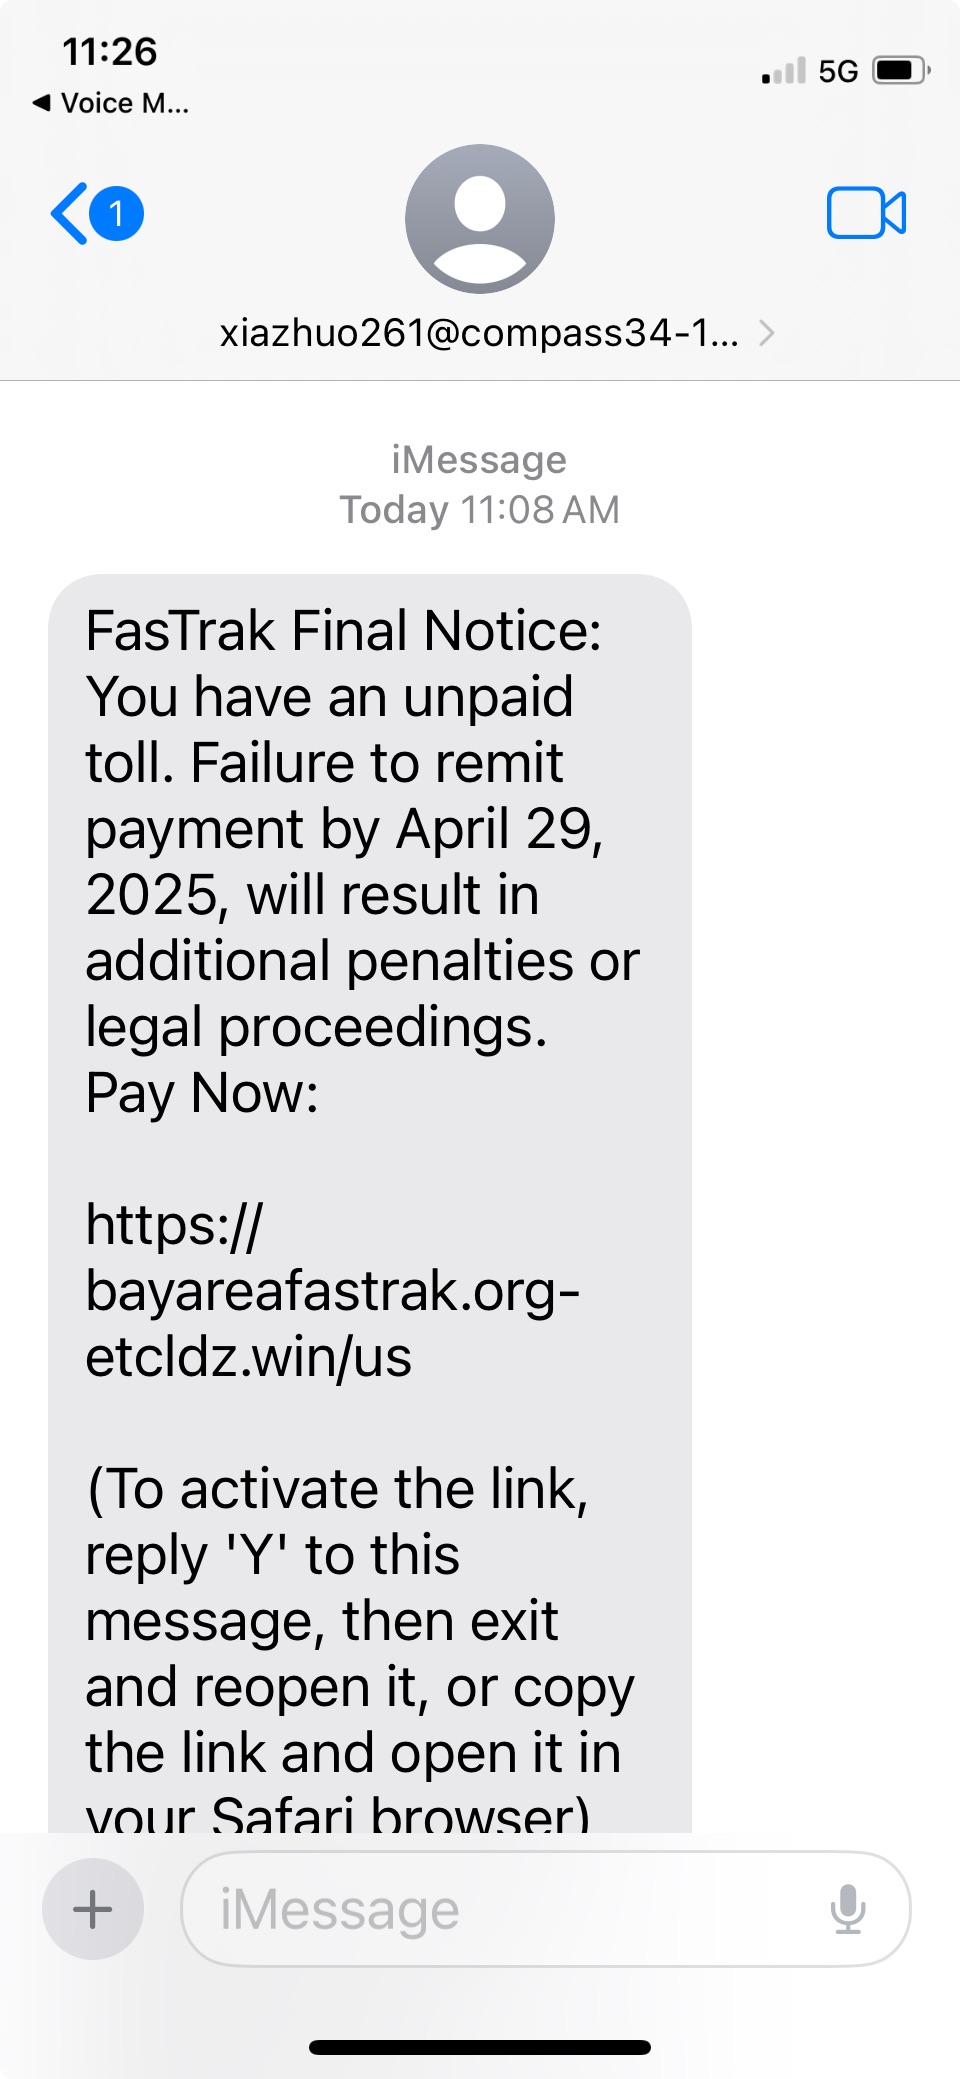 11:26
5G
◀ Voice M...
1
xiazhuo261@compass34-1...
iMessage
Today 11:08 AM
FasTrak Final Notice:
You have an unpaid
toll. Failure to remit
payment by April 29,
2025, will result in
additional penalties or
legal proceedings.
Pay Now:
https://
bayareafastrak.org-
etcldz.win/us
(To activate the link,
reply 'Y' to this
message, then exit
and reopen it, or copy
the link and open it in
your Safari browser)
iMessage